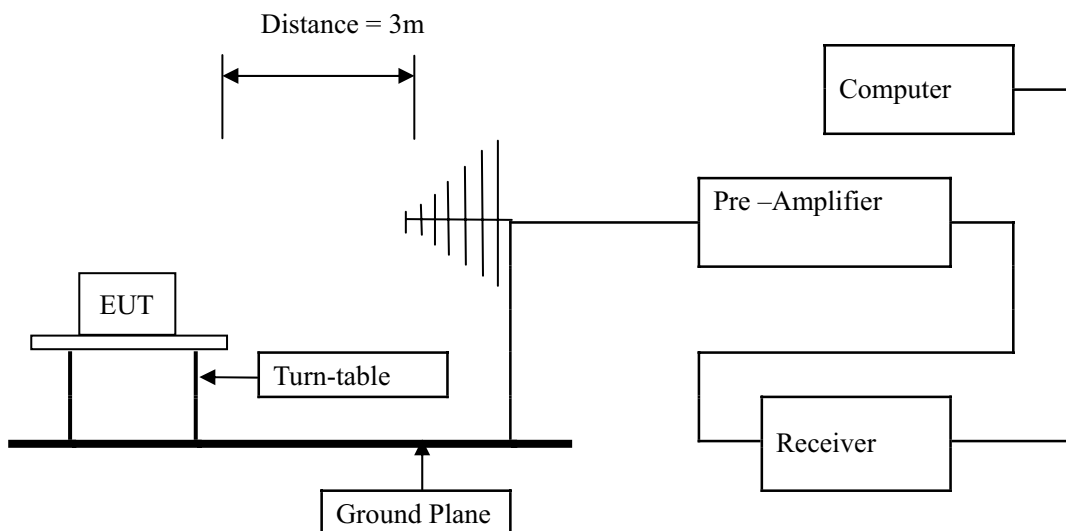 Distance = 3m
Computer
Pre –Amplifier
EUT
Turn-table
Receiver
Ground Plane